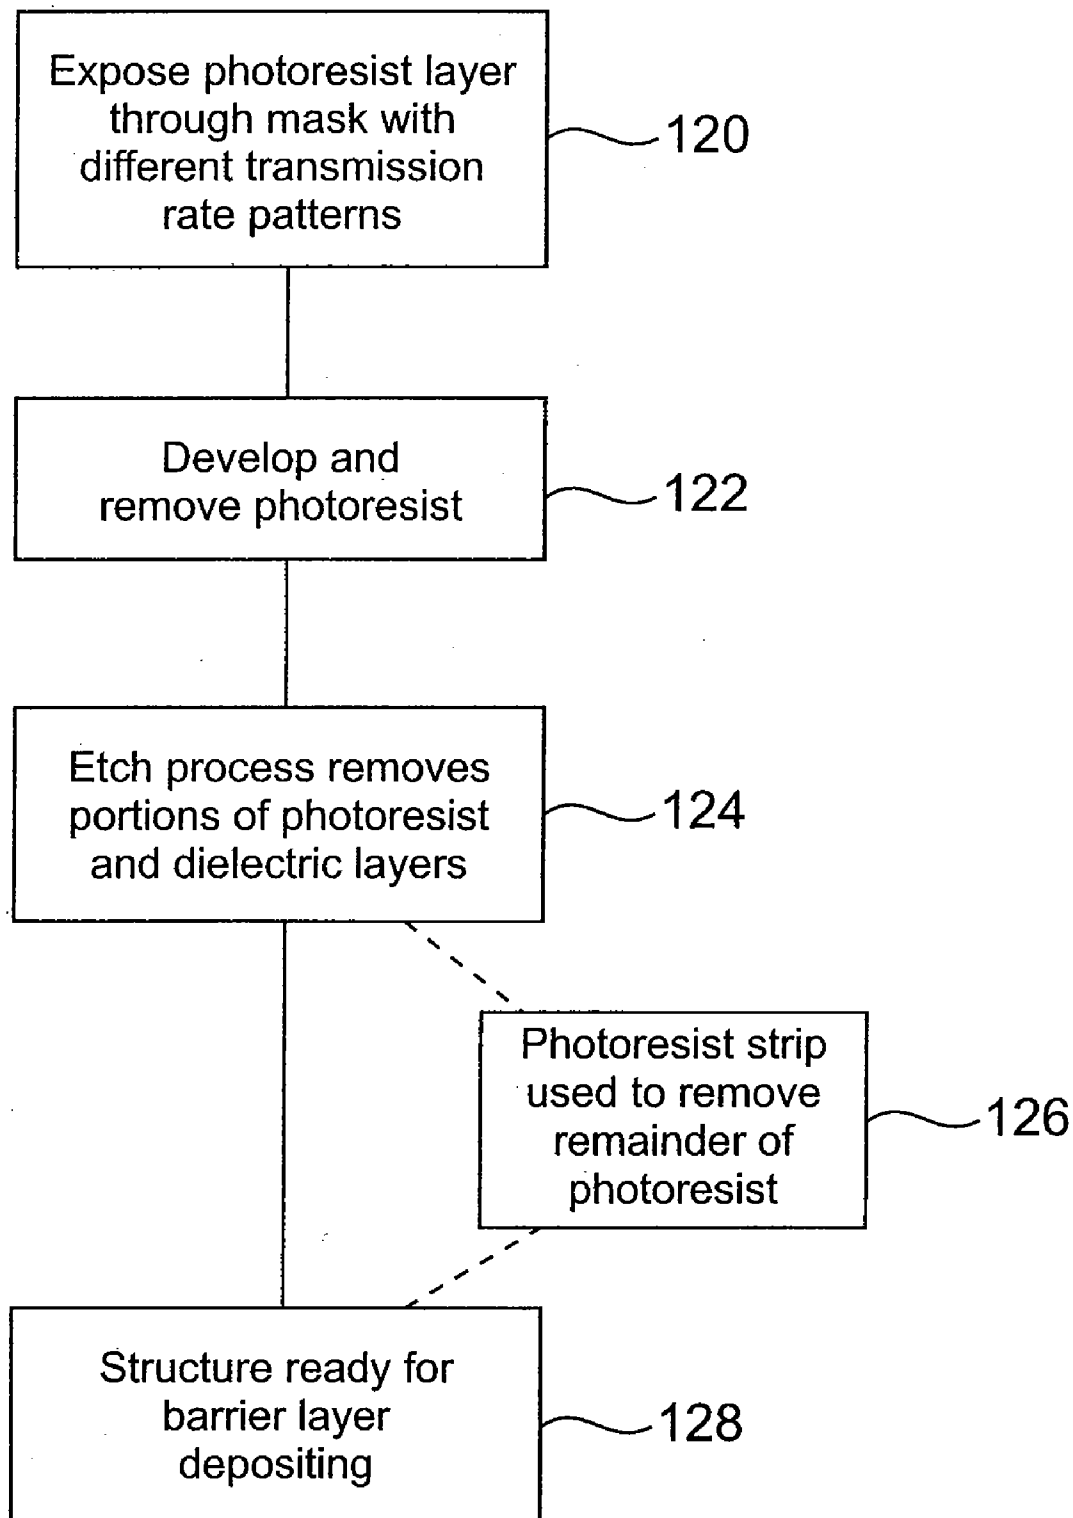 Expose photoresist layer
through mask with
different transmission
rate patterns
120
Develop and
remove photoresist
122
Etch process removes
portions of photoresist
and dielectric layers
124
Photoresist strip
used to remove
remainder of
photoresist
126
Structure ready for
barrier layer
depositing
128